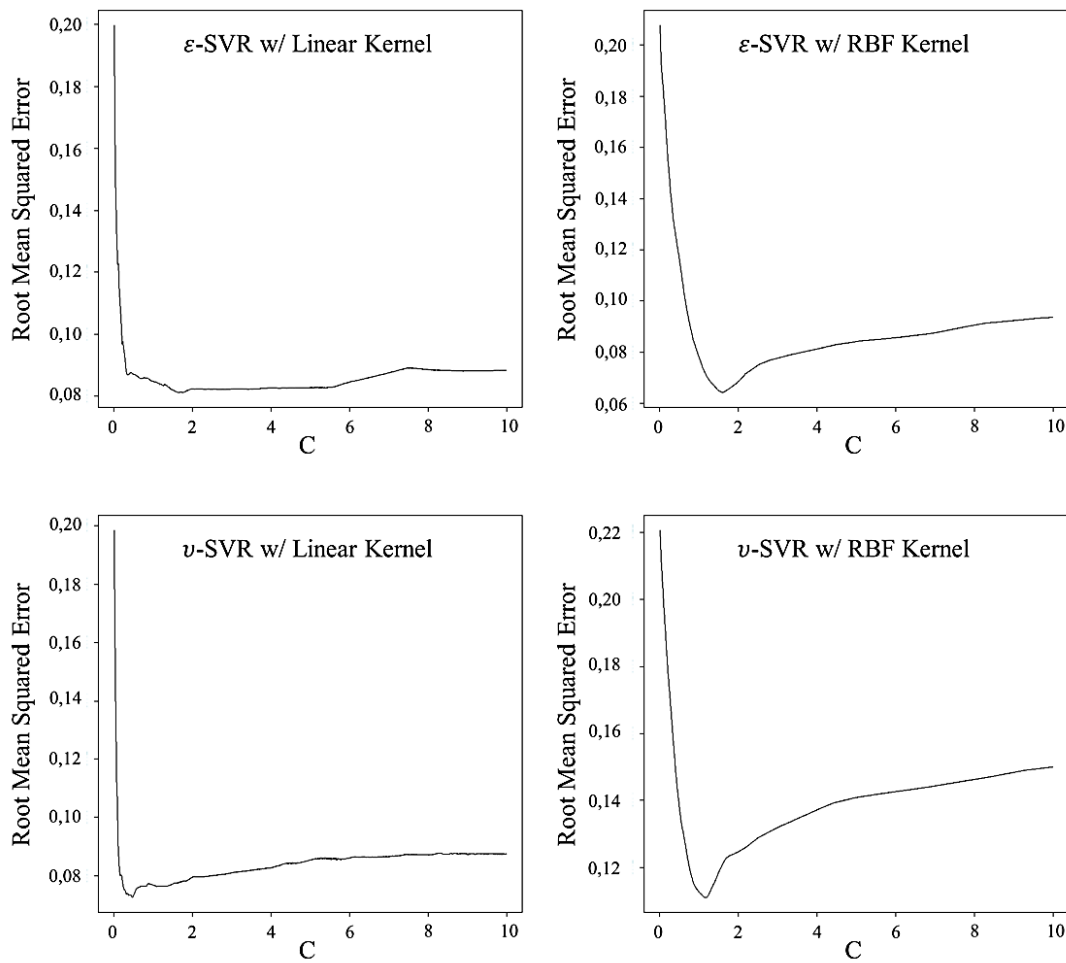 ε-SVR w/ Linear Kernel
Root Mean Squared Error
0,20
0,18
0,16
0,14
0,12
0,10
0,08
0 2 4 6 8 10
C
ε-SVR w/ RBF Kernel
Root Mean Squared Error
0,20
0,18
0,16
0,14
0,12
0,10
0,08
0,06
0 2 4 6 8 10
C
υ-SVR w/ Linear Kernel
Root Mean Squared Error
0,20
0,18
0,16
0,14
0,12
0,10
0,08
0 2 4 6 8 10
C
υ-SVR w/ RBF Kernel
Root Mean Squared Error
0,22
0,20
0,18
0,16
0,14
0,12
0 2 4 6 8 10
C